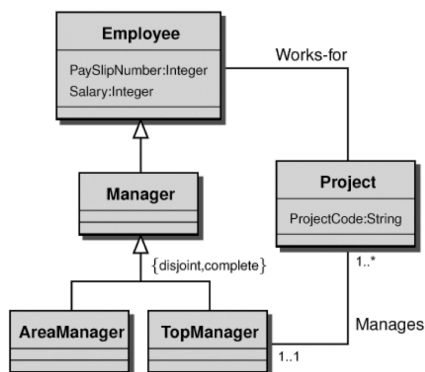 Employee
PaySlipNumber:Integer
Salary:Integer
Works-for
Manager
Project
ProjectCode:String
{disjoint,complete}
1..*
AreaManager
TopManager
Manages
1..1